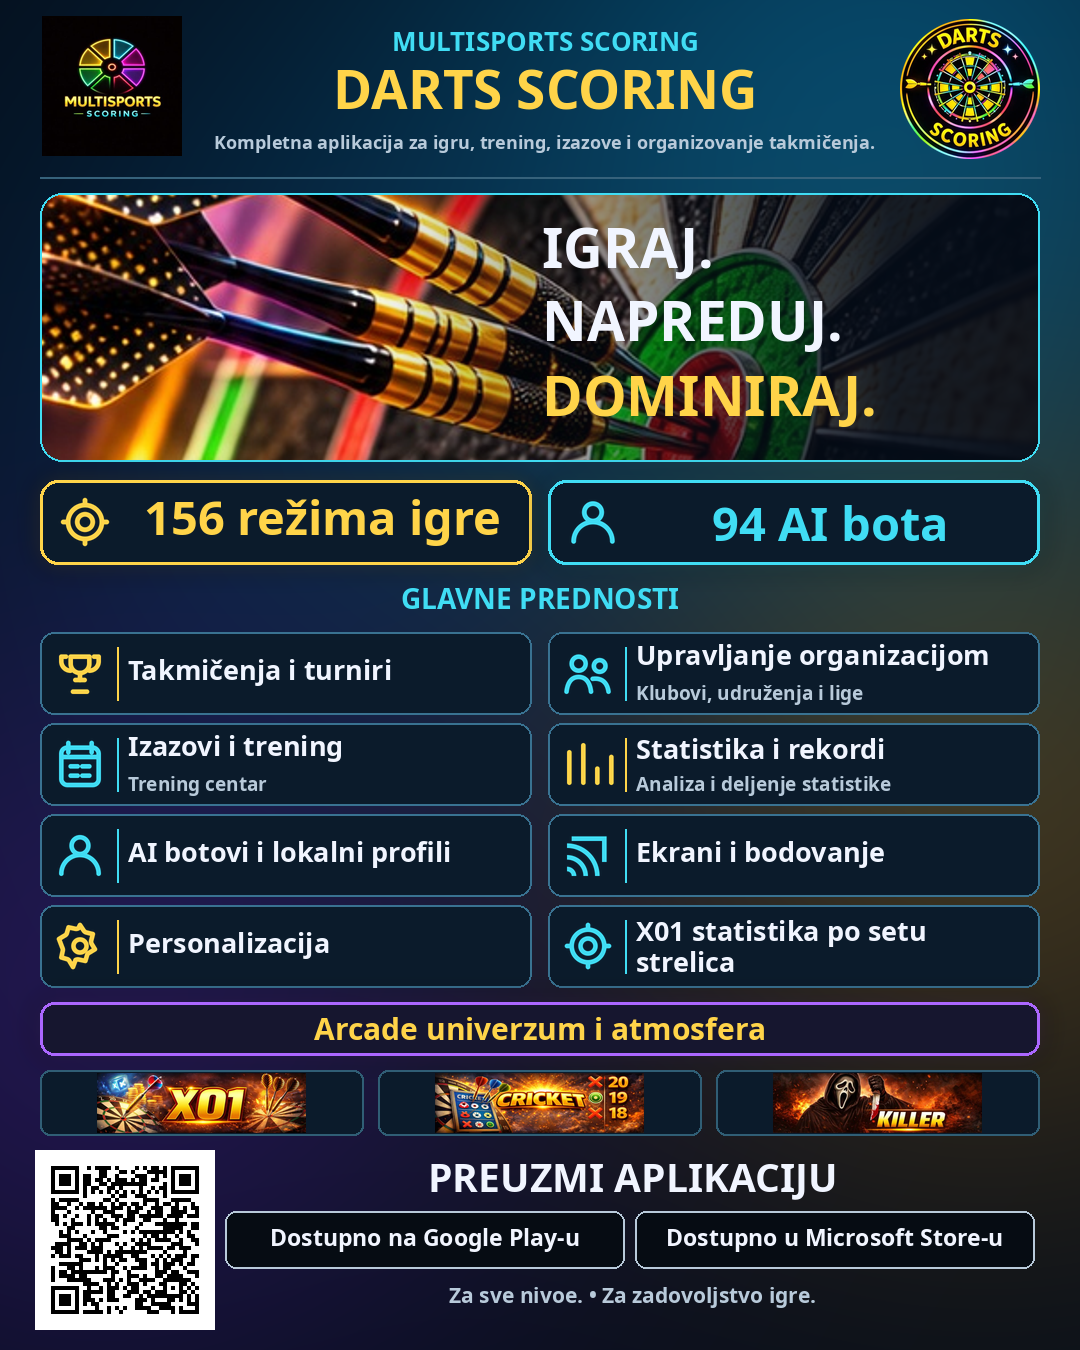 MULTISPORTS
SCORING
MULTISPORTS SCORING
DARTS SCORING
Kompletna aplikacija za igru, trening, izazove i organizovanje takmičenja.
DARTS
SCORING
IGRAJ.
NAPREDUJ.
DOMINIRAJ.
156 režima igre
94 AI bota
GLAVNE PREDNOSTI
Takmičenja i turniri
Upravljanje organizacijom
Klubovi, udruženja i lige
Izazovi i trening
Trening centar
Statistika i rekordi
Analiza i deljenje statistike
AI botovi i lokalni profili
Ekrani i bodovanje
Personalizacija
X01 statistika po setu
strelica
Arcade univerzum i atmosfera
X01
CRICKET
CRICKET
20
19
18
KILLER
PREUZMI APLIKACIJU
Dostupno na Google Play-u
Dostupno u Microsoft Store-u
Za sve nivoe. • Za zadovoljstvo igre.